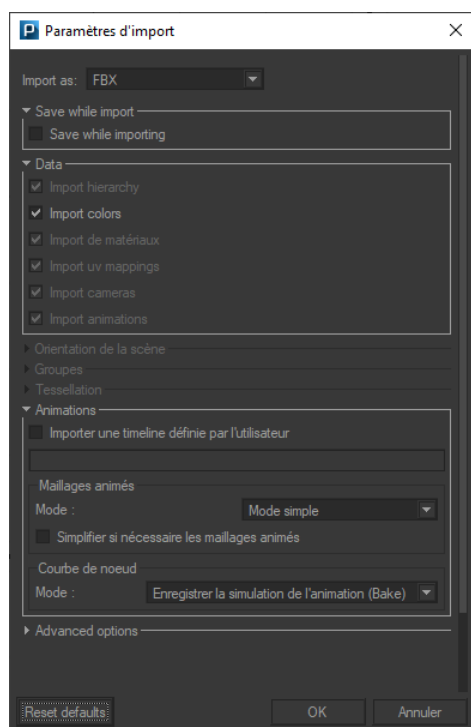 Paramètres d'import
Import as: FBX
Save while import
Save while importing
Data
Import hierarchy
Import colors
Import de matériaux
Import uv mappings
Import cameras
Import animations
Orientation de la scène
Groupes
Tessellation
Animations
Importer une timeline définie par l'utilisateur
Maillages animés
Mode : Mode simple
Simplifier si nécessaire les maillages animés
Courbe de noeud
Mode : Enregistrer la simulation de l'animation (Bake)
Advanced options
Reset defaults OK Annuler